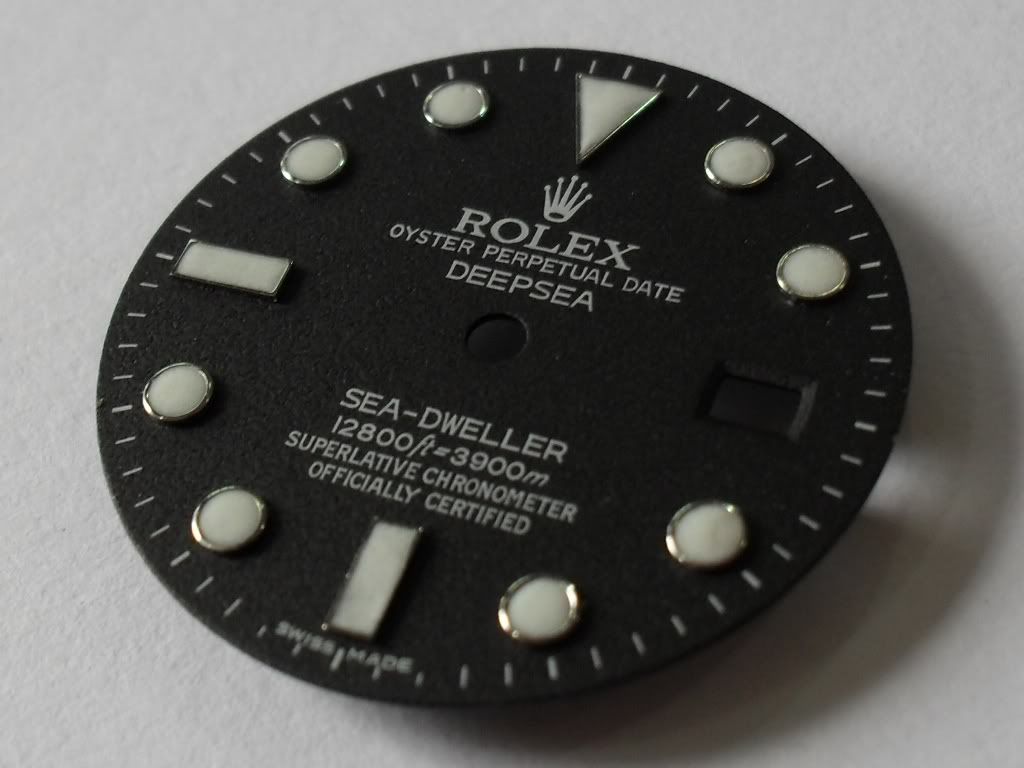 ROLEX
OYSTER PERPETUAL DATE
DEEPSEA
SEA-DWELLER
12800ft=3900m
SUPERLATIVE CHRONOMETER
OFFICIALLY CERTIFIED
SWISS MADE